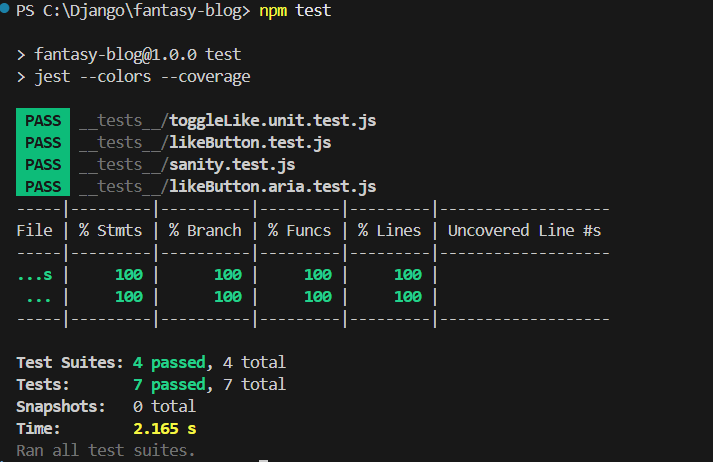 PS C:\Django\fantasy-blog> npm test
> fantasy-blog@1.0.0 test
> jest --colors --coverage
PASS __tests__/toggleLike.unit.test.js
PASS __tests__/likeButton.test.js
PASS __tests__/sanity.test.js
PASS __tests__/likeButton.aria.test.js
-----|---------|----------|---------|---------|-------------------
File | % Stmts | % Branch | % Funcs | % Lines | Uncovered Line #s
-----|---------|----------|---------|---------|-------------------
...s | 100 | 100 | 100 | 100 |
... | 100 | 100 | 100 | 100 |
-----|---------|----------|---------|---------|-------------------
Test Suites: 4 passed, 4 total
Tests: 7 passed, 7 total
Snapshots: 0 total
Time: 2.165 s
Ran all test suites.